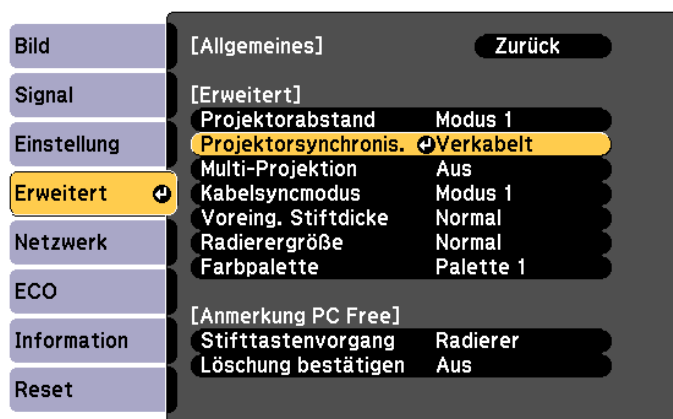 Bild
Signal
Einstellung
Erweitert
Netzwerk
ECO
Information
Reset
[Allgemeines] Zurück
[Erweitert]
Projektorabstand Modus 1
Projektorsynchronis. Verkabelt
Multi-Projektion Aus
Kabelsyncmodus Modus 1
Voreing. Stiftdicke Normal
Radierergröße Normal
Farbpalette Palette 1
[Anmerkung PC Free]
Stifttastenvorgang Radierer
Löschung bestätigen Aus